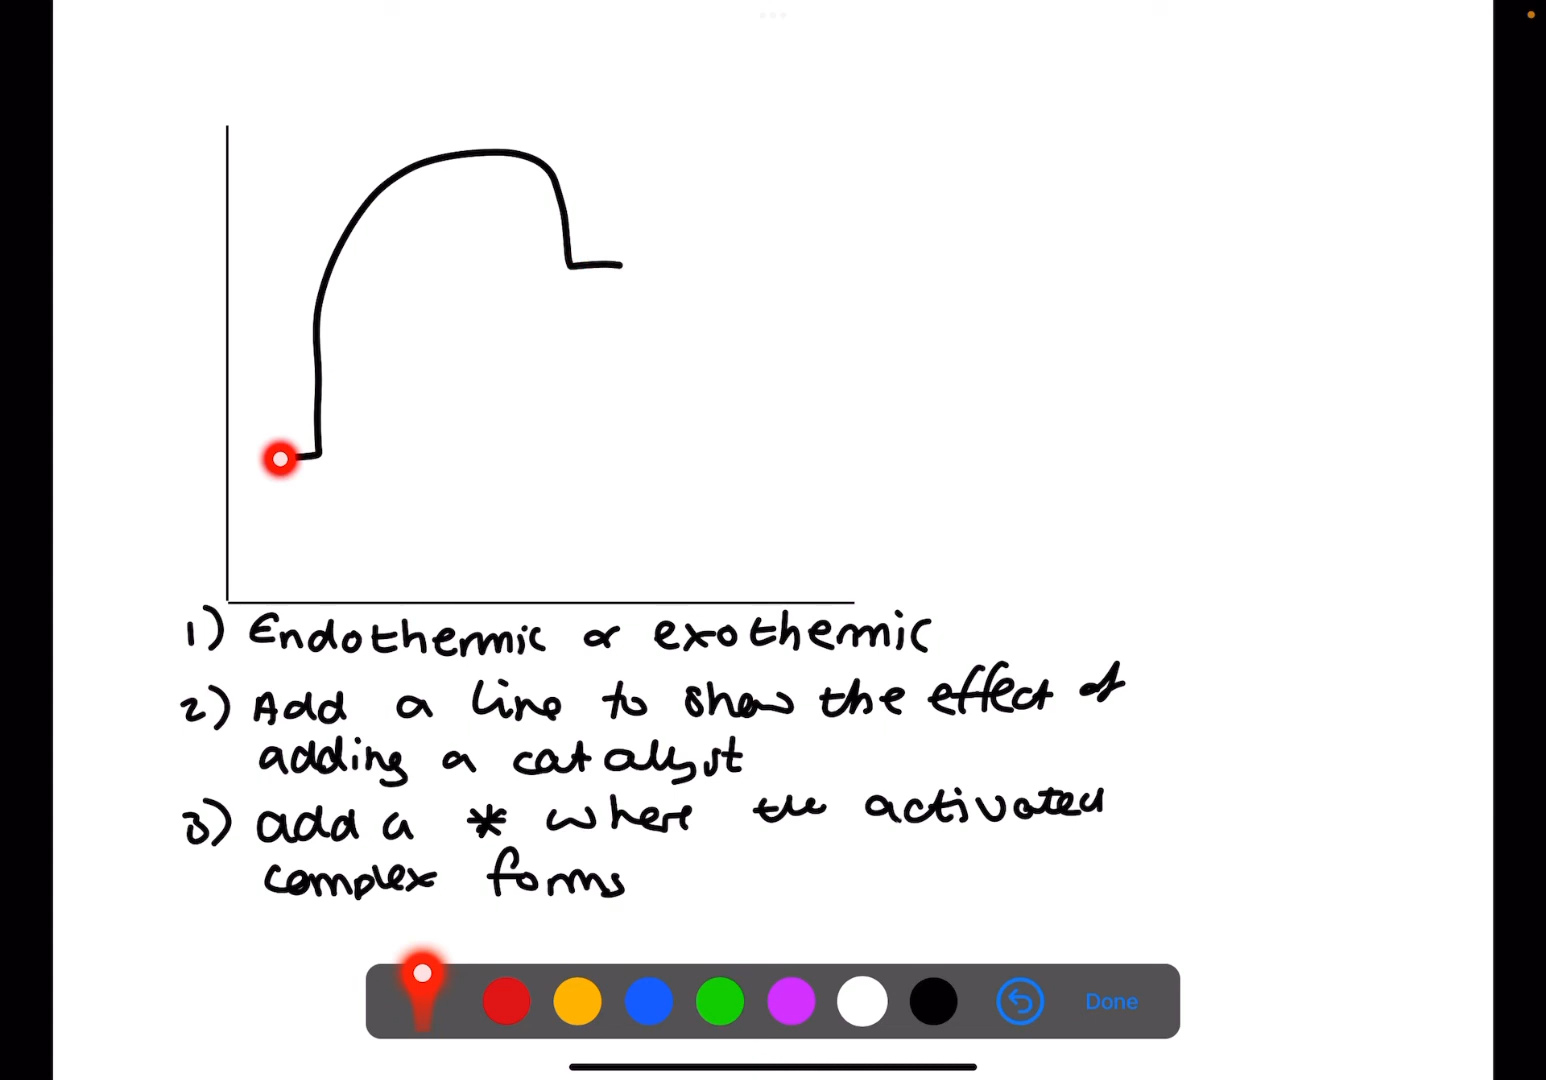 1) Endothermic or exothermic
2) Add a line to show the effect of
adding a catalyst
3) add a * where the activated
complex forms
Done